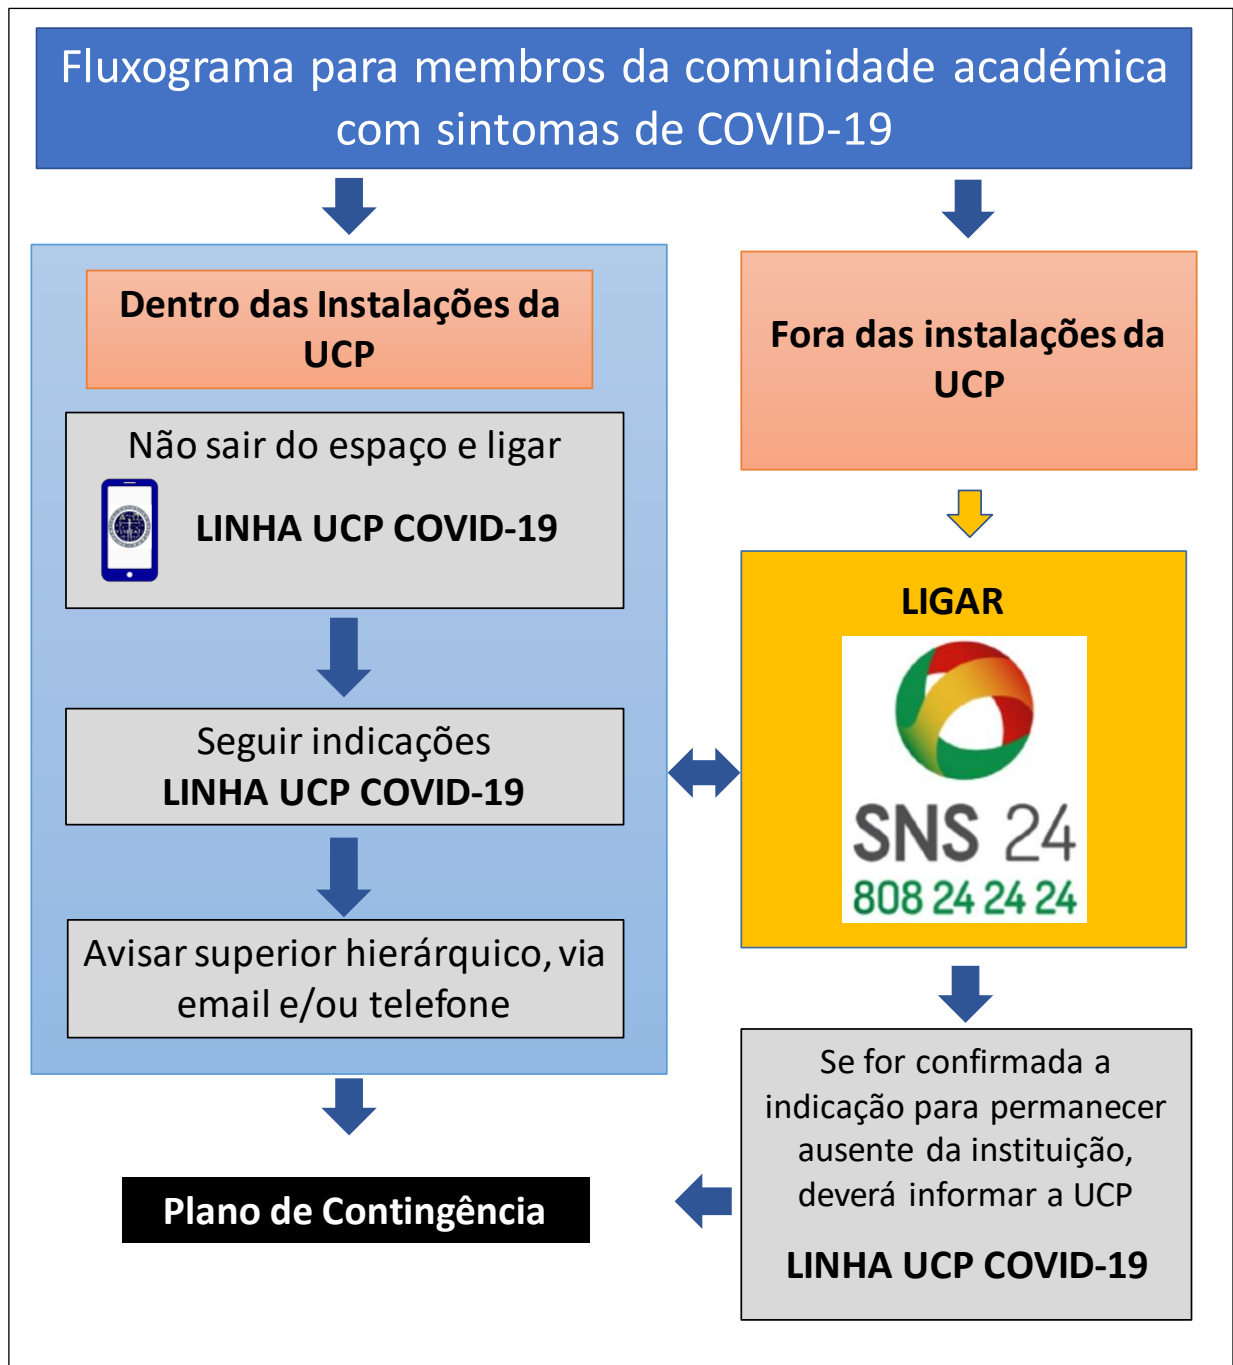 Fluxograma para membros da comunidade académica
com sintomas de COVID-19
Dentro das Instalações da
UCP
Não sair do espaço e ligar
LINHA UCP COVID-19
Seguir indicações
LINHA UCP COVID-19
Avisar superior hierárquico, via
email e/ou telefone
Fora das instalações da
UCP
LIGAR
SNS 24
808 24 24 24
Se for confirmada a
indicação para permanecer
ausente da instituição,
deverá informar a UCP
LINHA UCP COVID-19
Plano de Contingência